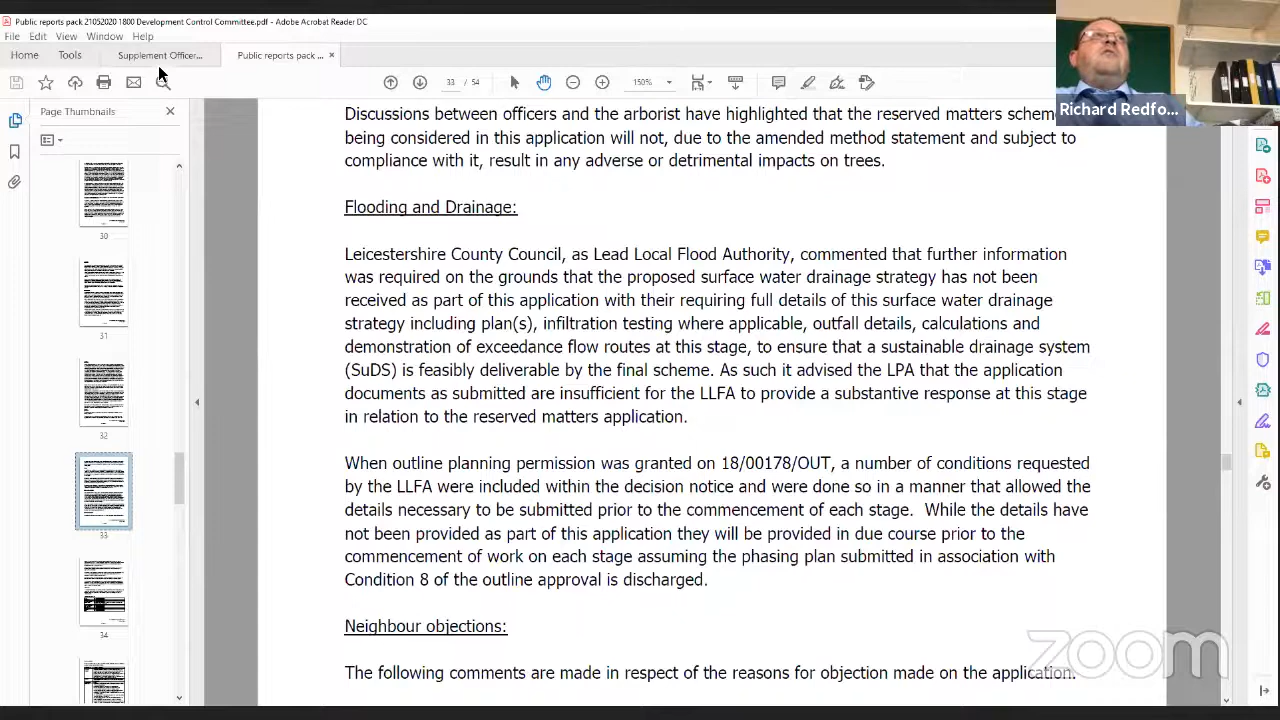 Public reports pack 21052020 1800 Development Control Committee.pdf - Adobe Acrobat Reader DC
File Edit View Window Help
Home Tools Supplement Officer... Public reports pack ... ×
33 / 54 150%
Richard Redfo...
Page Thumbnails
30
31
32
33
34
Discussions between officers and the arborist have highlighted that the reserved matters scheme
being considered in this application will not, due to the amended method statement and subject to
compliance with it, result in any adverse or detrimental impacts on trees.
Flooding and Drainage:
Leicestershire County Council, as Lead Local Flood Authority, commented that further information
was required on the grounds that the proposed surface water drainage strategy has not been
received as part of this application with their requiring full details of this surface water drainage
strategy including plan(s), infiltration testing where applicable, outfall details, calculations and
demonstration of exceedance flow routes at this stage, to ensure that a sustainable drainage system
(SuDS) is feasibly deliverable by the final scheme. As such it advised the LPA that the application
documents as submitted are insufficient for the LLFA to provide a substantive response at this stage
in relation to the reserved matters application.
When outline planning permission was granted on 18/00178/OUT, a number of conditions requested
by the LLFA were included within the decision notice and were done so in a manner that allowed the
details necessary to be submitted prior to the commencement of each stage. While the details have
not been provided as part of this application they will be provided in due course prior to the
commencement of work on each stage assuming the phasing plan submitted in association with
Condition 8 of the outline approval is discharged.
Neighbour objections:
The following comments are made in respect of the reasons for objection made on the application.
zoom